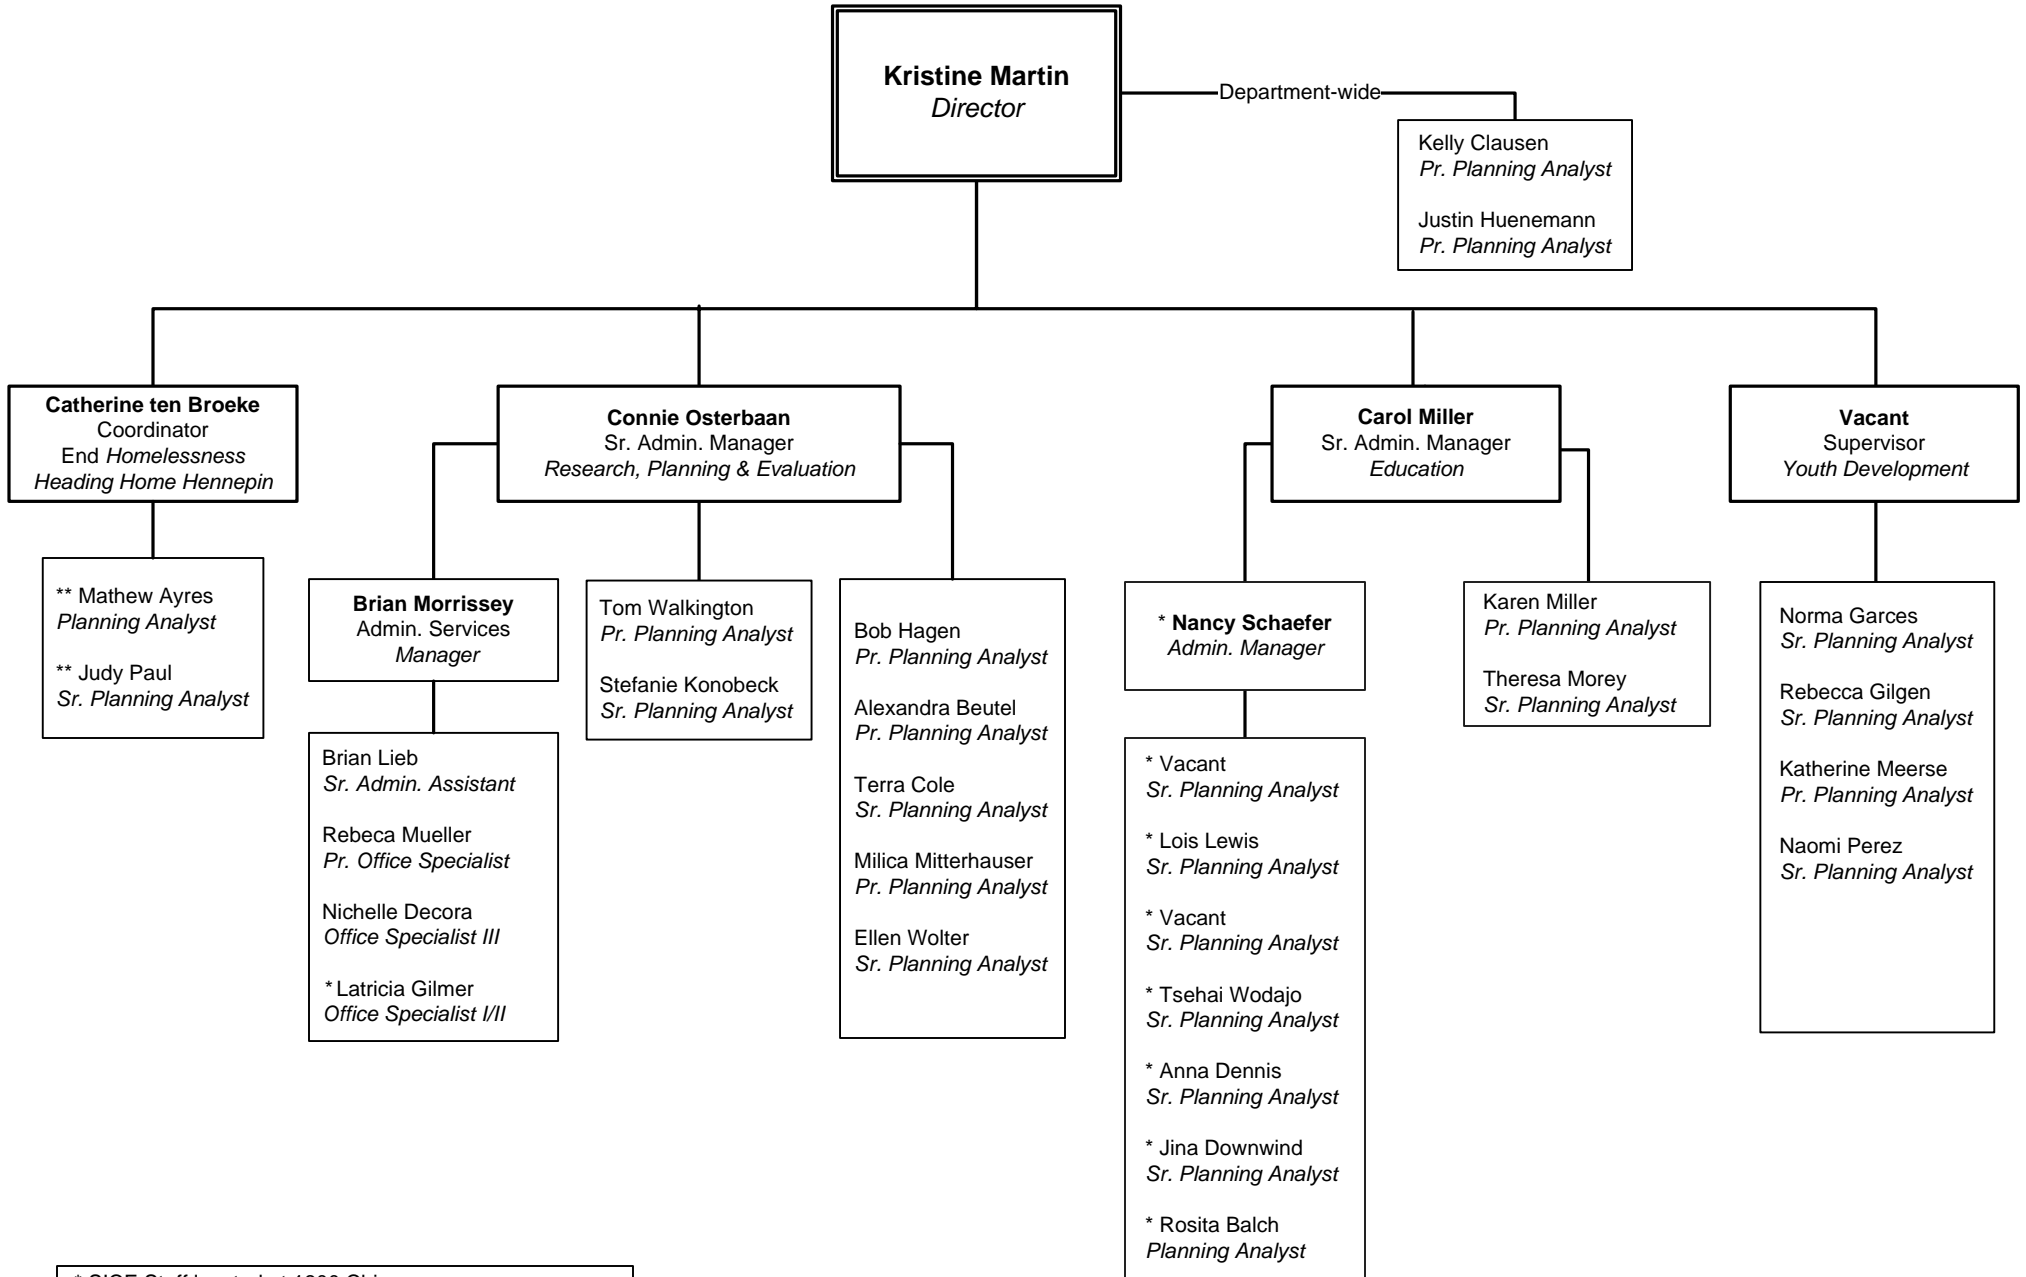 Kristine Martin
Director
Department-wide
Kelly Clausen
Pr. Planning Analyst
Justin Huenemann
Pr. Planning Analyst
Catherine ten Broeke
Coordinator
End Homelessness
Heading Home Hennepin
Connie Osterbaan
Sr. Admin. Manager
Research, Planning & Evaluation
Carol Miller
Sr. Admin. Manager
Education
Vacant
Supervisor
Youth Development
** Mathew Ayres
Planning Analyst
** Judy Paul
Sr. Planning Analyst
Brian Morrissey
Admin. Services
Manager
Brian Lieb
Sr. Admin. Assistant
Rebeca Mueller
Pr. Office Specialist
Nichelle Decora
Office Specialist III
* Latricia Gilmer
Office Specialist I/II
Tom Walkington
Pr. Planning Analyst
Stefanie Konobeck
Sr. Planning Analyst
Bob Hagen
Pr. Planning Analyst
Alexandra Beutel
Pr. Planning Analyst
Terra Cole
Sr. Planning Analyst
Milica Mitterhauser
Pr. Planning Analyst
Ellen Wolter
Sr. Planning Analyst
* Nancy Schaefer
Admin. Manager
* Vacant
Sr. Planning Analyst
* Lois Lewis
Sr. Planning Analyst
* Vacant
Sr. Planning Analyst
* Tsehai Wodajo
Sr. Planning Analyst
* Anna Dennis
Sr. Planning Analyst
* Jina Downwind
Sr. Planning Analyst
* Rosita Balch
Planning Analyst
Karen Miller
Pr. Planning Analyst
Theresa Morey
Sr. Planning Analyst
Norma Garces
Sr. Planning Analyst
Rebecca Gilgen
Sr. Planning Analyst
Katherine Meerse
Pr. Planning Analyst
Naomi Perez
Sr. Planning Analyst